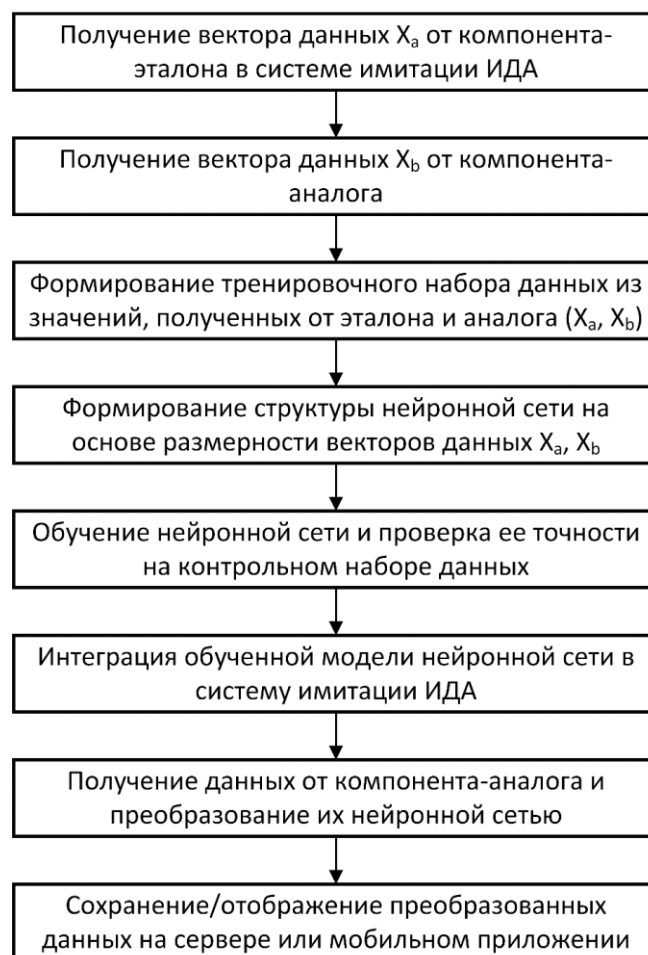 Получение вектора данных Xₐ от компонента-
эталона в системе имитации ИДА
Получение вектора данных X_b от компонента-
аналога
Формирование тренировочного набора данных из
значений, полученных от эталона и аналога (Xₐ, X_b)
Формирование структуры нейронной сети на
основе размерности векторов данных Xₐ, X_b
Обучение нейронной сети и проверка ее точности
на контрольном наборе данных
Интеграция обученной модели нейронной сети в
систему имитации ИДА
Получение данных от компонента-аналога и
преобразование их нейронной сетью
Сохранение/отображение преобразованных
данных на сервере или мобильном приложении